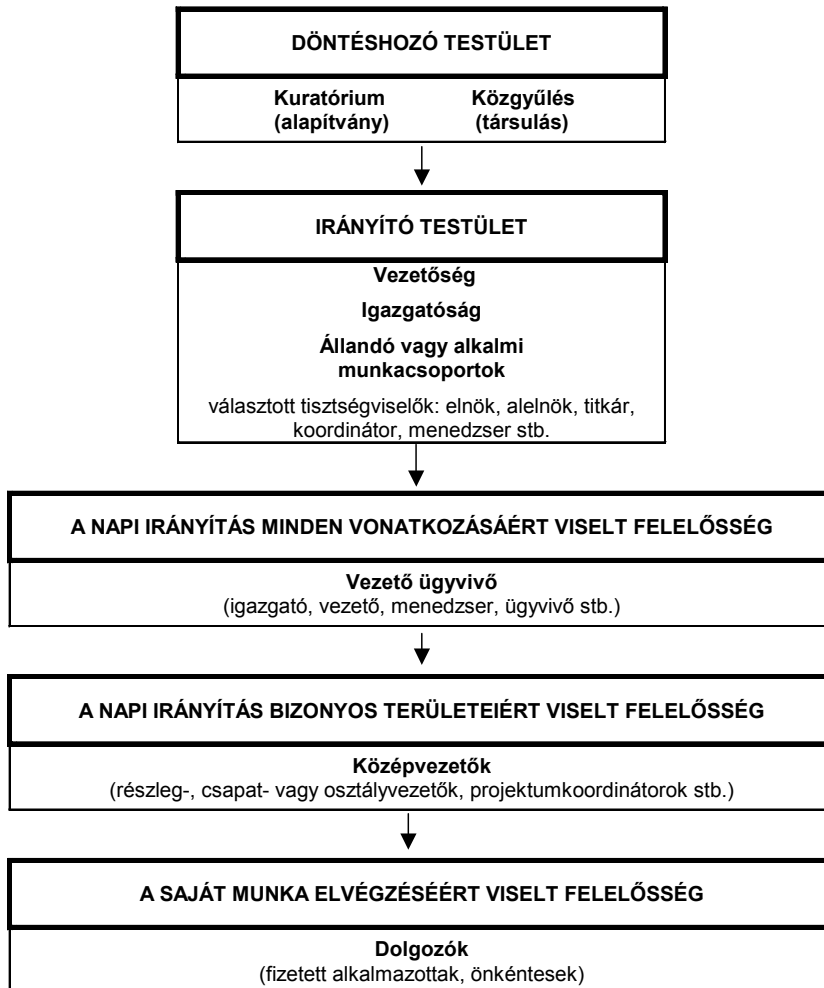 DÖNTÉSHOZÓ TESTÜLET
Kuratórium Közgyűlés
(alapítvány) (társulás)
IRÁNYÍTÓ TESTÜLET
Vezetőség
Igazgatóság
Állandó vagy alkalmi
munkacsoportok
választott tisztségviselők: elnök, alelnök, titkár,
koordinátor, menedzser stb.
A NAPI IRÁNYÍTÁS MINDEN VONATKOZÁSÁÉRT VISELT FELELŐSSÉG
Vezető ügyvivő
(igazgató, vezető, menedzser, ügyvivő stb.)
A NAPI IRÁNYÍTÁS BIZONYOS TERÜLETEIÉRT VISELT FELELŐSSÉG
Középvezetők
(részleg-, csapat- vagy osztályvezetők, projektumkoordinátorok stb.)
A SAJÁT MUNKA ELVÉGZÉSÉÉRT VISELT FELELŐSSÉG
Dolgozók
(fizetett alkalmazottak, önkéntesek)